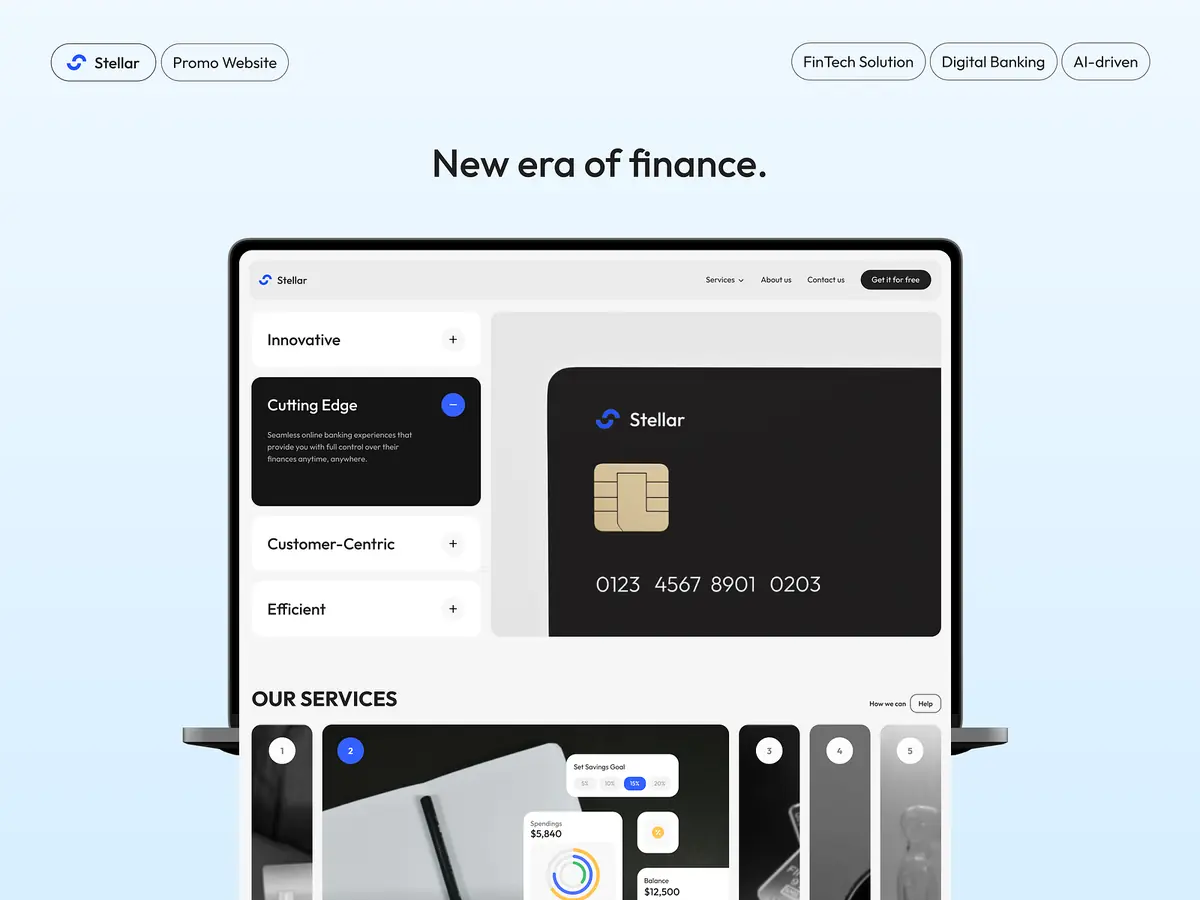 Stellar
Promo Website
FinTech Solution
Digital Banking
AI-driven
New era of finance.
Stellar
Services
About us
Contact us
Get it for free
Innovative
+
Cutting Edge
−
Seamless online banking experiences that
provide you with full control over their
finances anytime, anywhere.
Customer-Centric
+
Efficient
+
Stellar
0123 4567 8901 0203
OUR SERVICES
How we can
Help
1
2
3
4
5
Set Savings Goal
5%
10%
15%
20%
Spendings
$5,840
Balance
$12,500